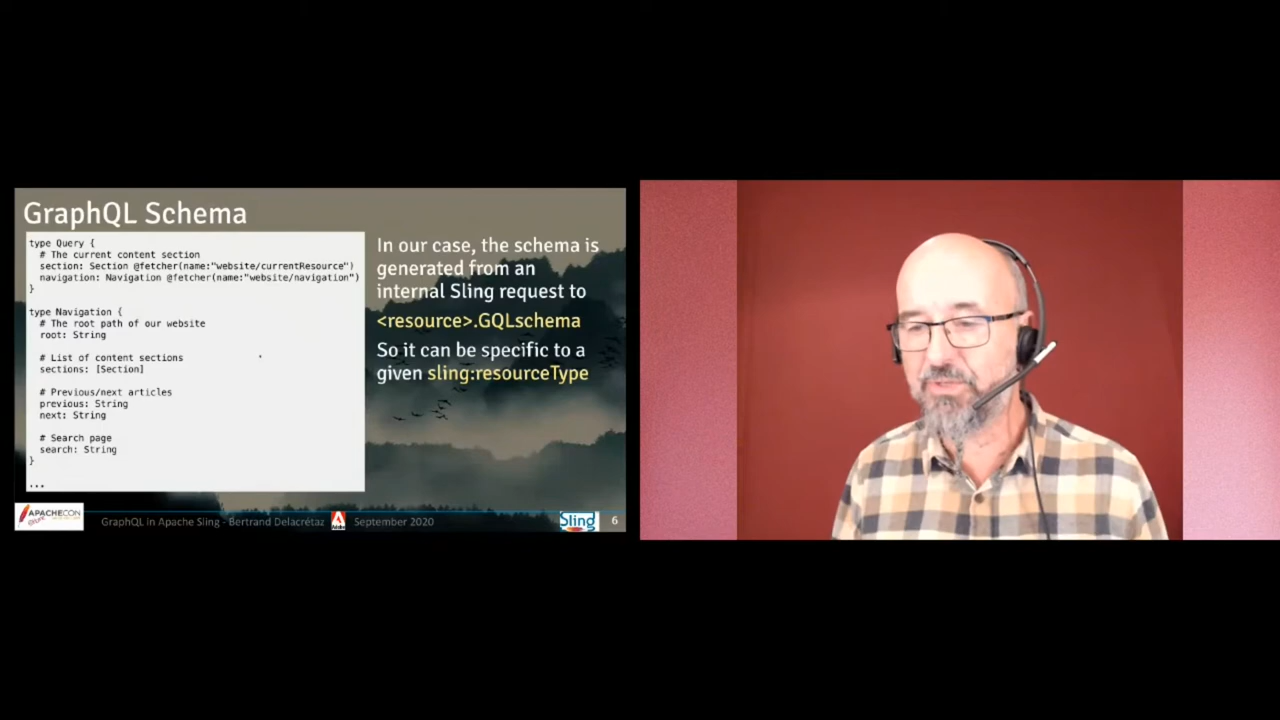 GraphQL Schema
type Query {
# The current content section
section: Section @fetcher(name:"website/currentResource")
navigation: Navigation @fetcher(name:"website/navigation")
}
type Navigation {
# The root path of our website
root: String
# List of content sections
sections: [Section]
# Previous/next articles
previous: String
next: String
# Search page
search: String
}
...
In our case, the schema is
generated from an
internal Sling request to
<resource>.GQLschema
So it can be specific to a
given sling:resourceType
APACHECON
GraphQL in Apache Sling - Bertrand Delacrétaz
Adobe
September 2020
Sling
6